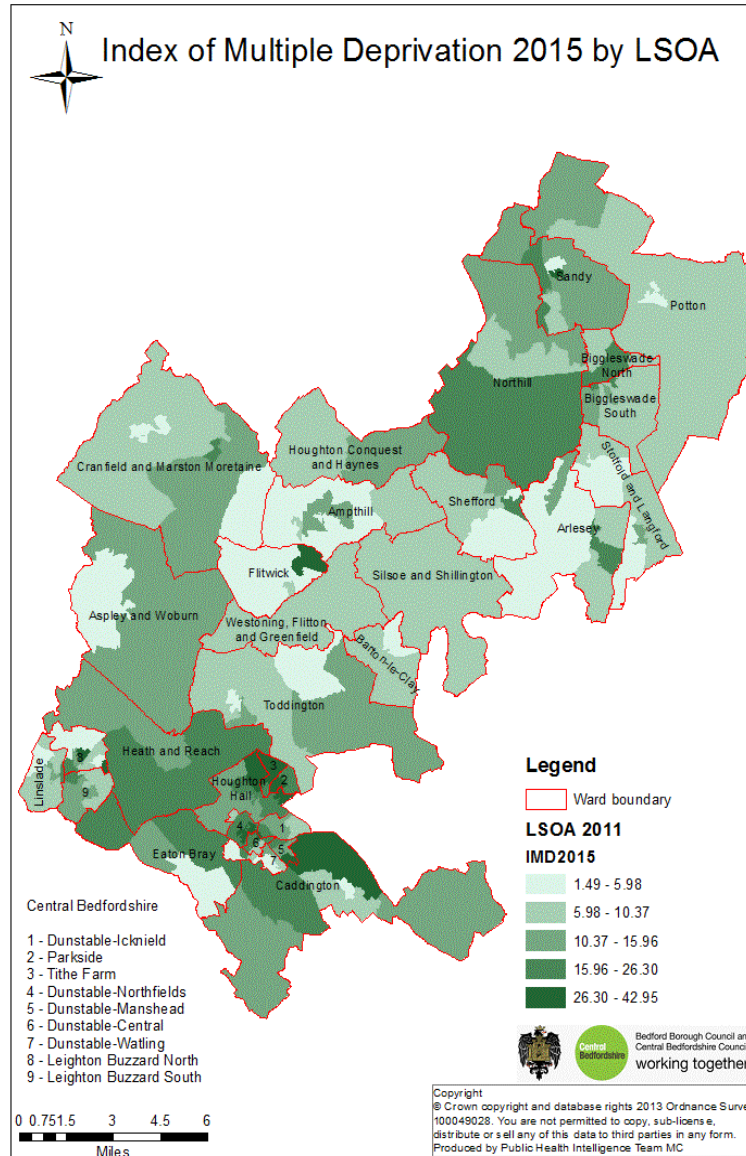 N
Index of Multiple Deprivation 2015 by LSOA
Sandy
Potton
Biggleswade
North
Northill
Biggleswade
South
Cranfield and Marston Moretaine
Houghton Conquest
and Haynes
Stotfold and Langford
Shefford
Ampthill
Arlesey
Flitwick
Silsoe and Shillington
Aspley and Woburn
Westoning, Flitton
and Greenfield
Barton-le-Clay
Toddington
Heath and Reach
Linslade
8
9
3
Houghton
Hall
2
4
1
6
5
7
Eaton Bray
Caddington
Legend
Ward boundary
LSOA 2011
IMD2015
1.49 - 5.98
5.98 - 10.37
10.37 - 15.96
15.96 - 26.30
26.30 - 42.95
Central Bedfordshire
1 - Dunstable-Icknield
2 - Parkside
3 - Tithe Farm
4 - Dunstable-Northfields
5 - Dunstable-Manshead
6 - Dunstable-Central
7 - Dunstable-Watling
8 - Leighton Buzzard North
9 - Leighton Buzzard South
0 0.75 1.5 3 4.5 6
Miles
Central
Bedfordshire
Bedford Borough Council an
Central Bedfordshire Counci
working together
Copyright
© Crown copyright and database rights 2013 Ordnance Surve
100049028. You are not permitted to copy, sub-license,
distribute or sell any of this data to third parties in any form.
Produced by Public Health Intelligence Team MC